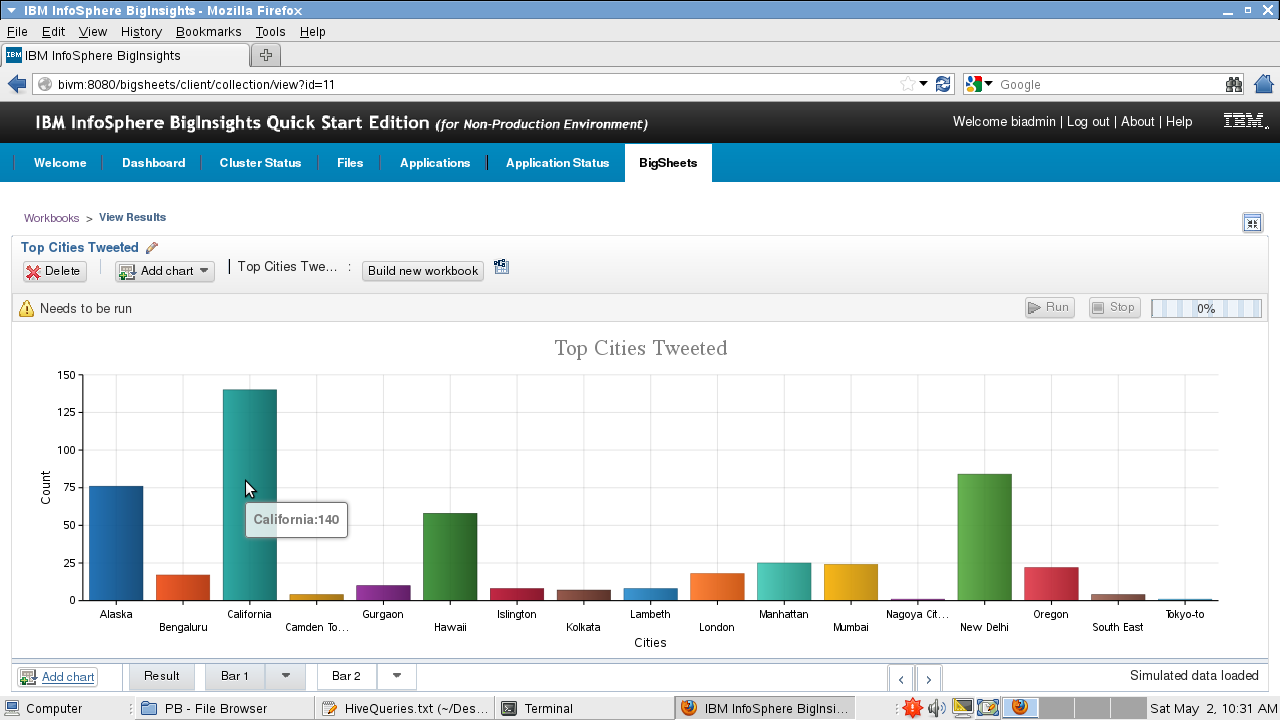 IBM InfoSphere BigInsights - Mozilla Firefox
File Edit View History Bookmarks Tools Help
IBM IBM InfoSphere BigInsights
bivm:8080/bigsheets/client/collection/view?id=11 Google
IBM InfoSphere BigInsights Quick Start Edition (for Non-Production Environment) Welcome biadmin | Log out | About | Help IBM.
Welcome Dashboard Cluster Status Files Applications Application Status BigSheets
Workbooks > View Results
Top Cities Tweeted
Delete Add chart Top Cities Twe... : Build new workbook
Needs to be run Run Stop 0%
Top Cities Tweeted
150
125
100
75
50
25
0
Count
California:140
Alaska Bengaluru California Camden To... Gurgaon Hawaii Islington Kolkata Lambeth London Manhattan Mumbai Nagoya Cit... New Delhi Oregon South East Tokyo-to
Cities
Add chart Result Bar 1 Bar 2 < > Simulated data loaded
Computer PB - File Browser HiveQueries.txt (~/Des... Terminal IBM InfoSphere BigInsi... Sat May 2, 10:31 AM